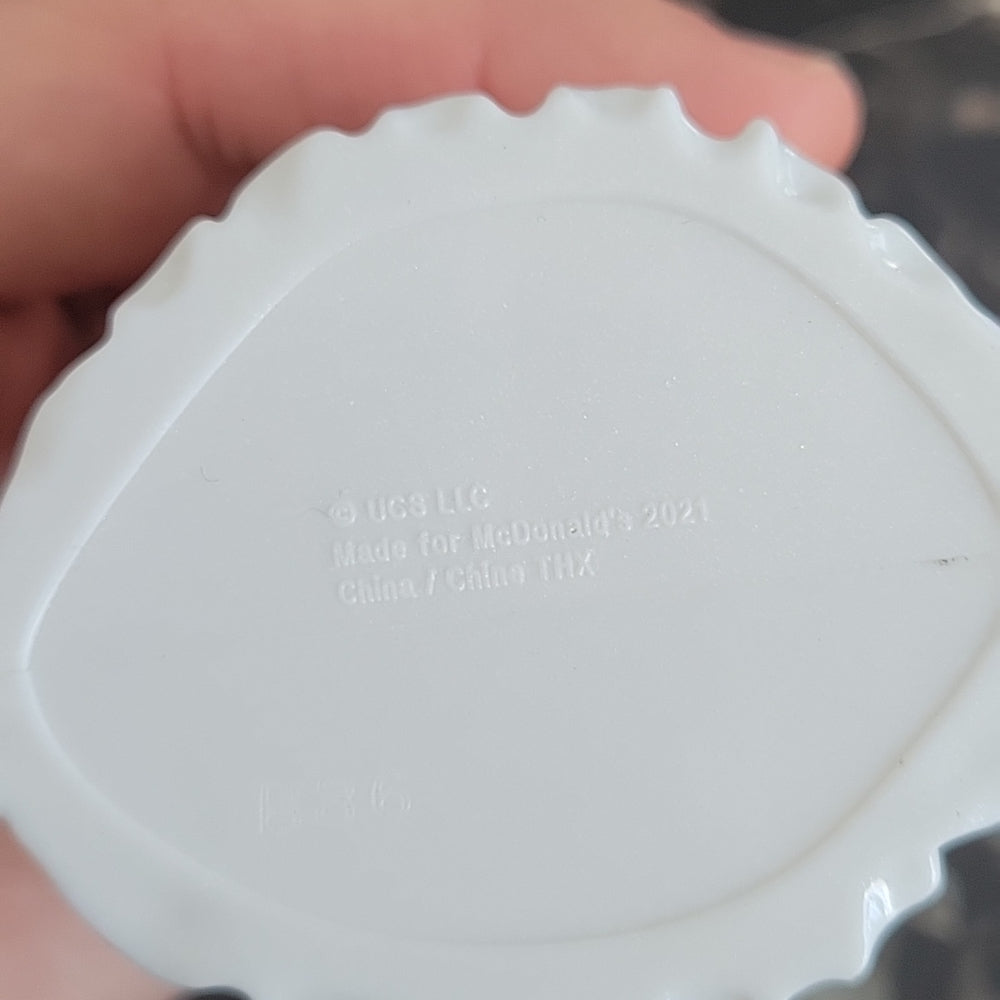 © UCS LLC
Made for McDonald's 2021
China / Chine THX